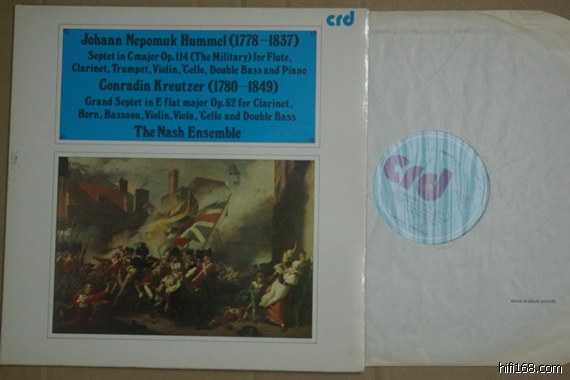 crd
Johann Nepomuk Hummel (1778–1837)
Septet in C major Op. 114 (The Military) for Flute,
Clarinet, Trumpet, Violin, 'Cello, Double Bass and Piano
Conradin Kreutzer (1780–1849)
Grand Septet in E flat major Op. 62 for Clarinet,
Horn, Bassoon, Violin, Viola, 'Cello and Double Bass
The Nash Ensemble
crd
hifi168.com